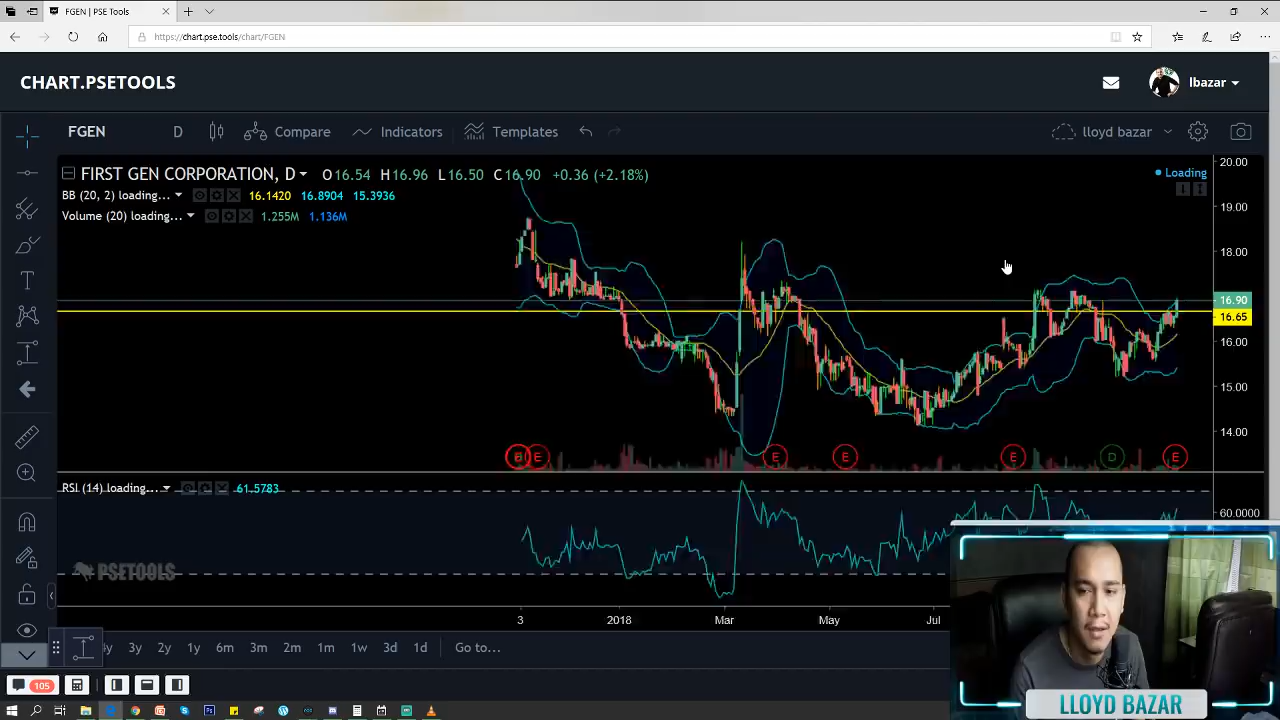 FGEN | PSE Tools
https://chart.pse.tools/chart/FGEN
CHART.PSETOOLS
lbazar
FGEN
D
Compare
Indicators
Templates
lloyd bazar
FIRST GEN CORPORATION, D
O16.54 H16.96 L16.50 C16.90 +0.36 (+2.18%)
Loading
BB (20, 2) loading... 16.1420 16.8904 15.3936
Volume (20) loading... 1.255M 1.136M
20.00
19.00
18.00
16.90
16.65
16.00
15.00
14.00
E E E E D E
RSI (14) loading... 61.5783
60.0000
PSETOOLS
3 2018 Mar May Jul
3y 2y 1y 6m 3m 2m 1m 1w 3d 1d Go to...
105
LLOYD BAZAR